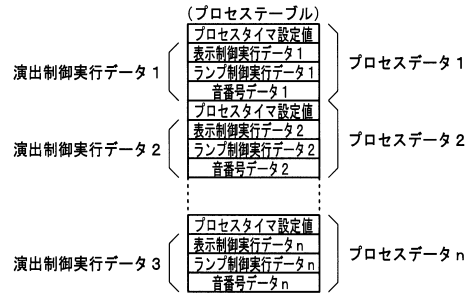 (プロセステーブル)
プロセスタイマ設定値
表示制御実行データ1
ランプ制御実行データ1
音番号データ1
演出制御実行データ1
プロセスデータ1
プロセスタイマ設定値
表示制御実行データ2
ランプ制御実行データ2
音番号データ2
演出制御実行データ2
プロセスデータ2
プロセスタイマ設定値
表示制御実行データn
ランプ制御実行データn
音番号データn
演出制御実行データ3
プロセスデータn